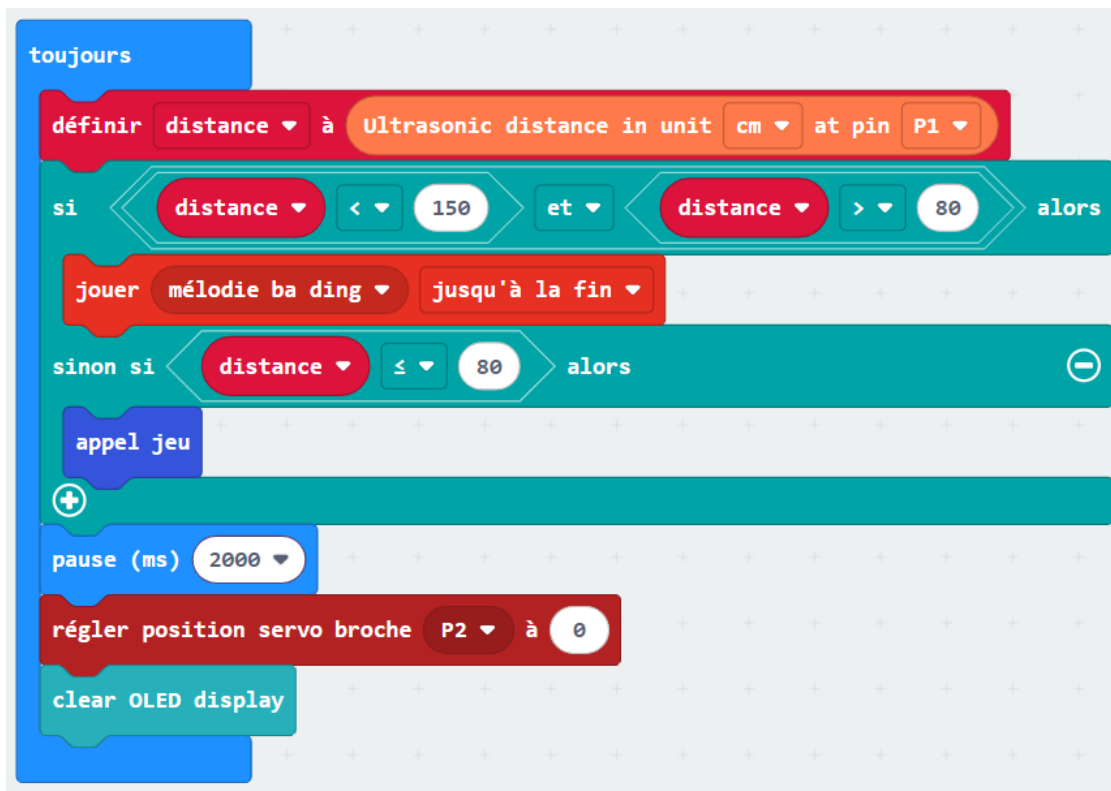 toujours
définir distance à Ultrasonic distance in unit cm at pin P1
si distance < 150 et distance > 80 alors
jouer mélodie ba ding jusqu'à la fin
sinon si distance ≤ 80 alors
appel jeu
pause (ms) 2000
régler position servo broche P2 à 0
clear OLED display